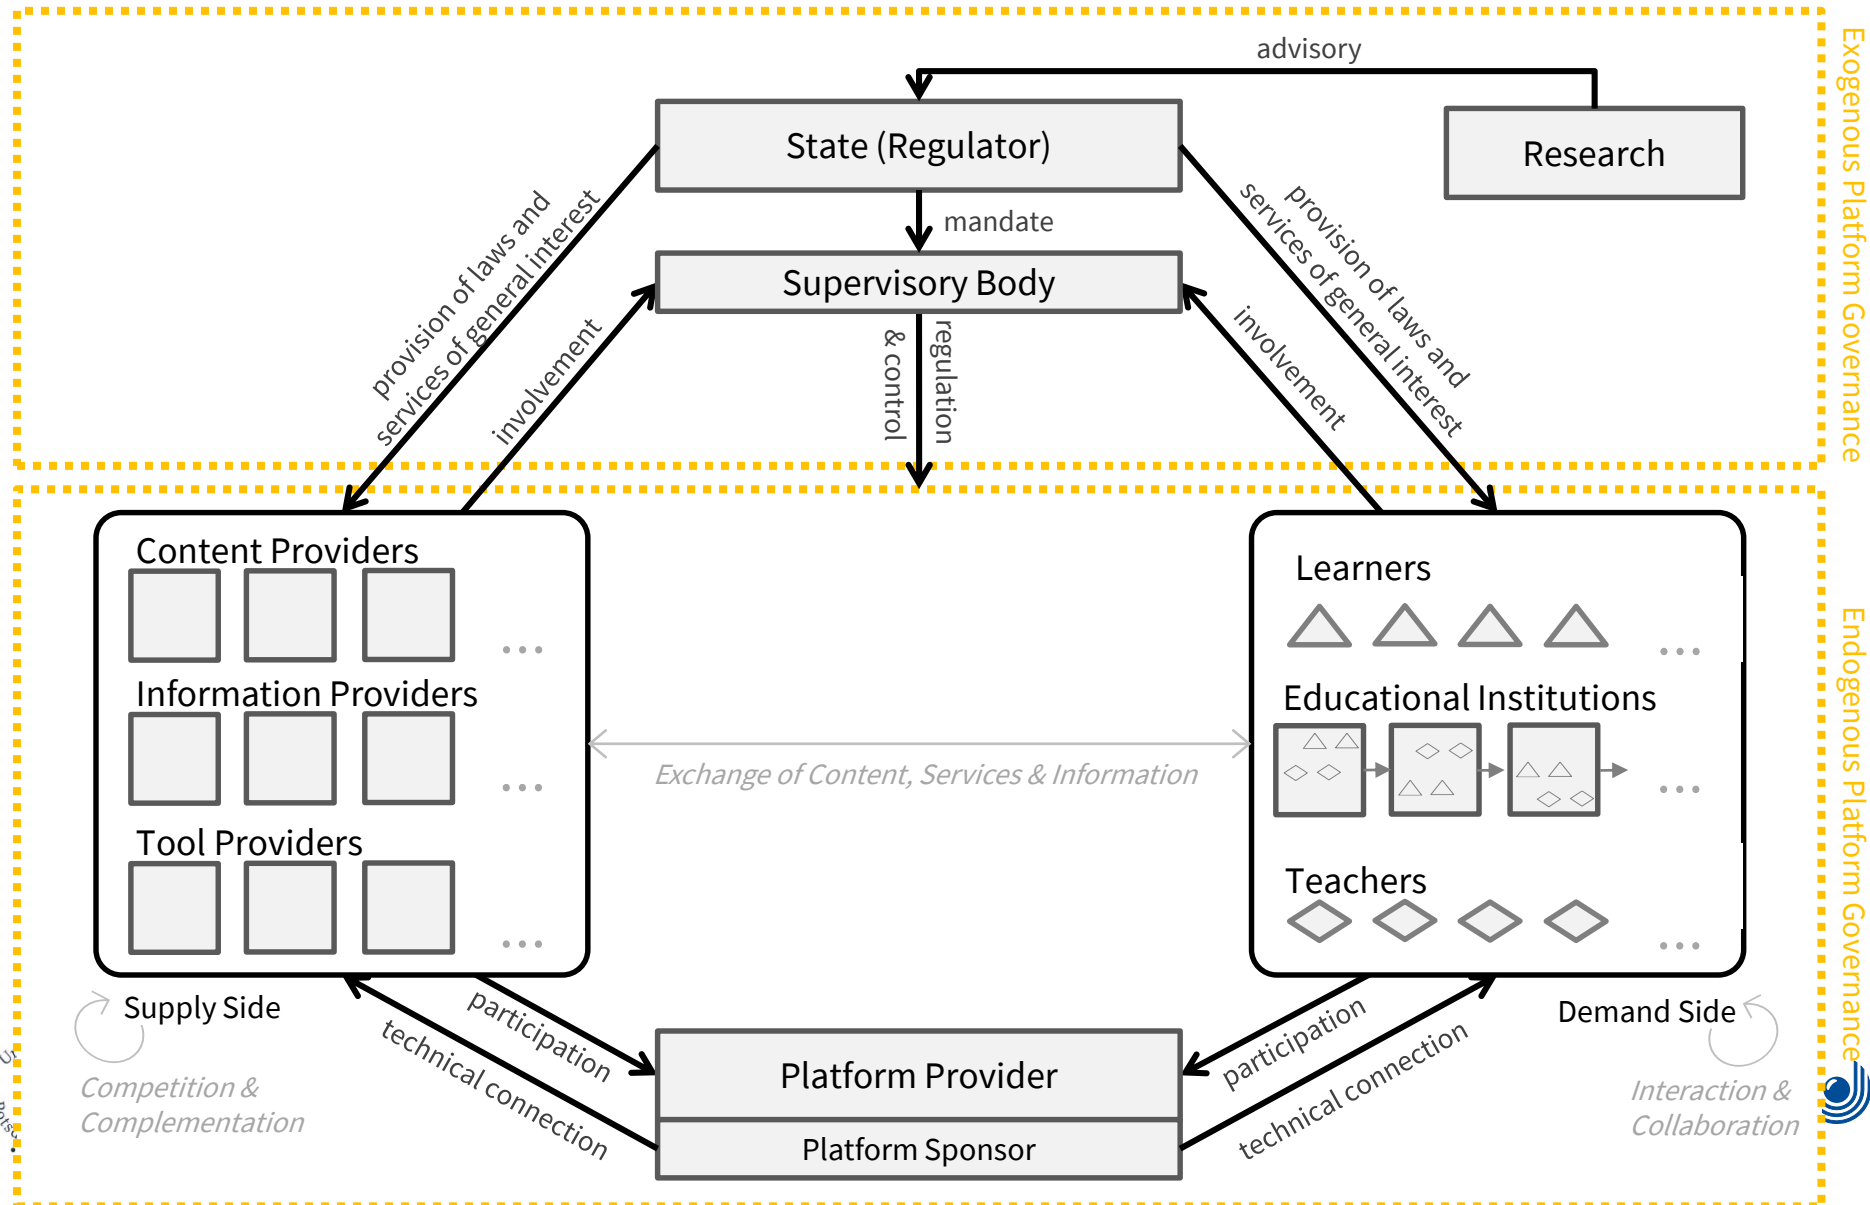 advisory
State (Regulator)
Research
provision of laws and
services of general interest
mandate
provision of laws and
services of general interest
Supervisory Body
involvement
regulation
& control
involvement
Exogenous Platform Governance
Content Providers
...
Information Providers
...
Tool Providers
...
Exchange of Content, Services & Information
Learners
...
Educational Institutions
...
Teachers
...
Endogenous Platform Governance
Supply Side
Competition &
Complementation
participation
technical connection
Platform Provider
Platform Sponsor
participation
technical connection
Demand Side
Interaction &
Collaboration